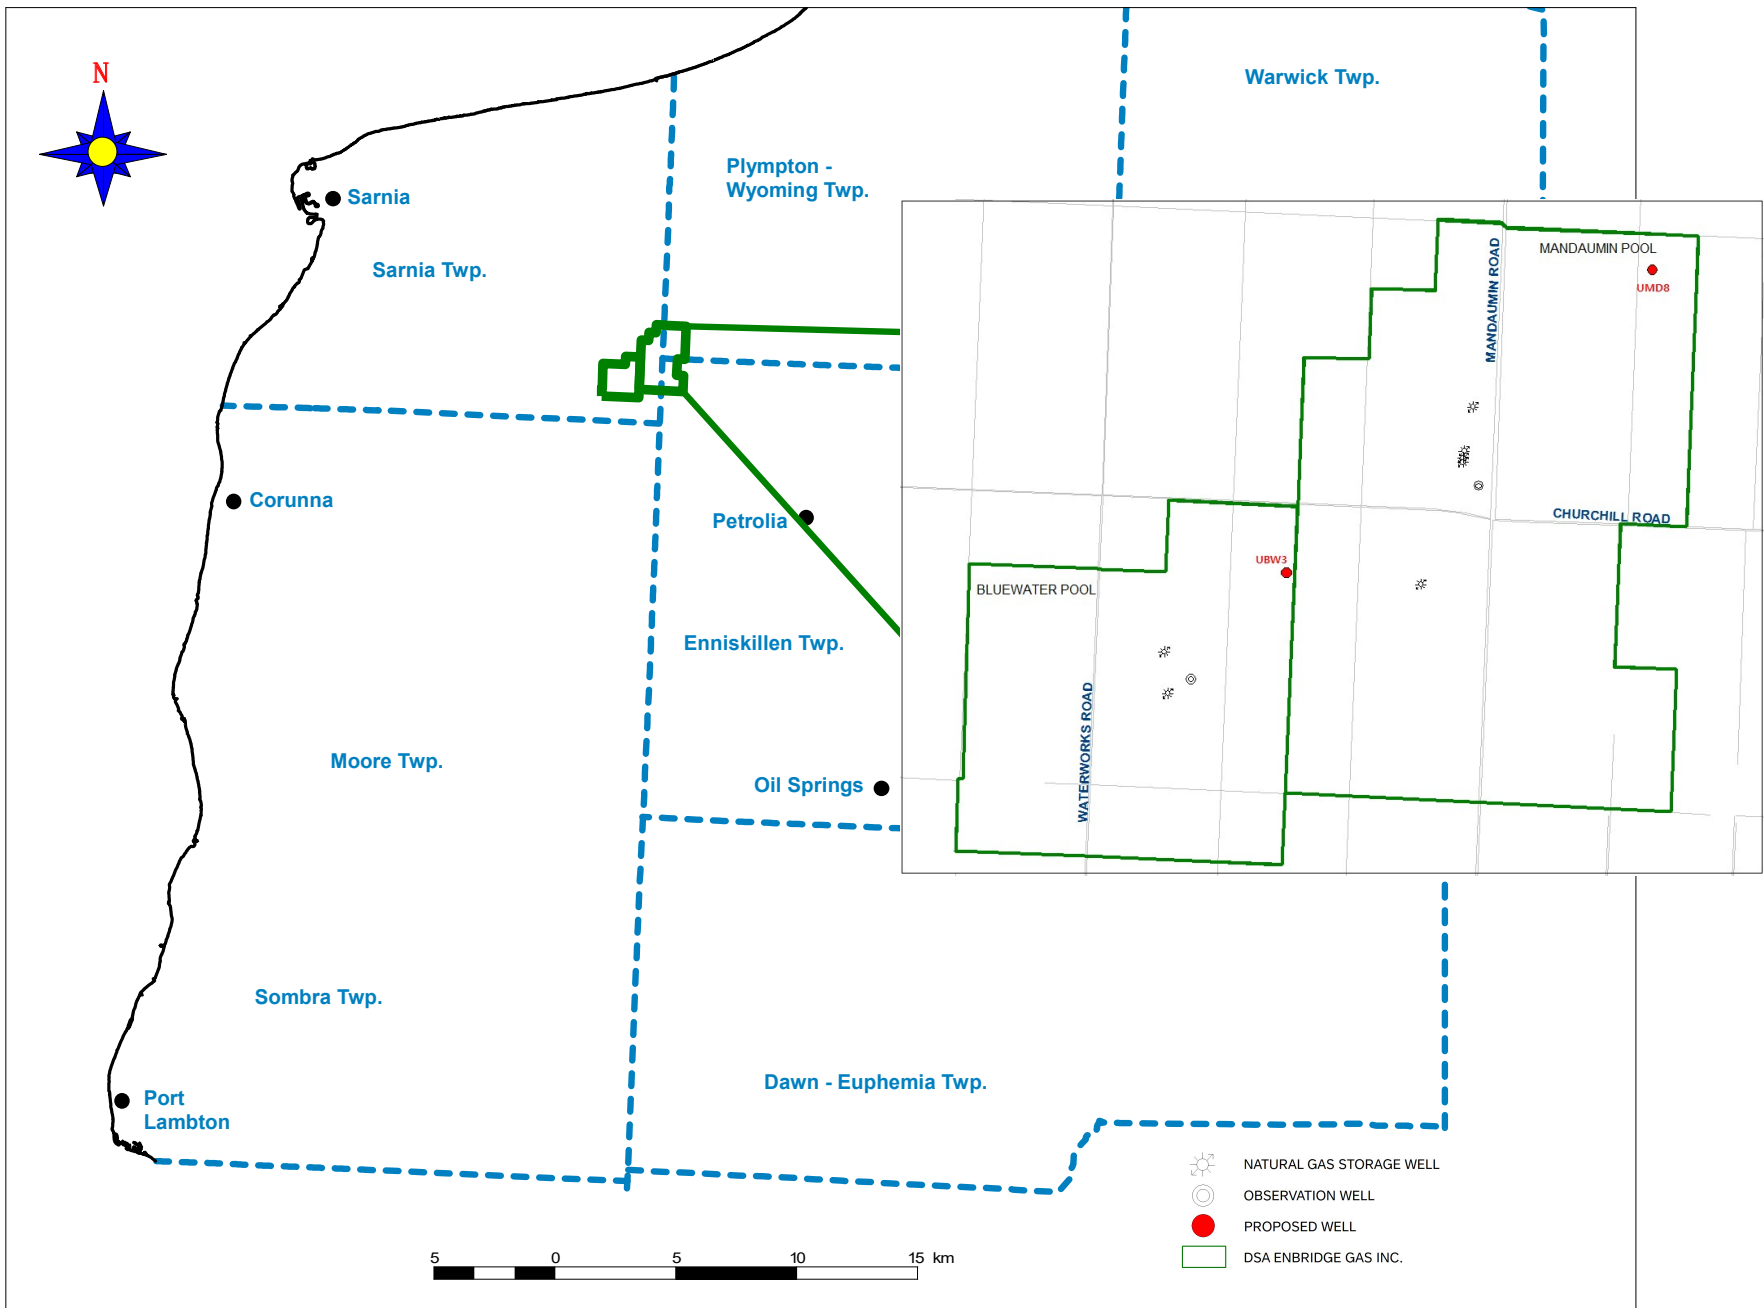 N
Warwick Twp.
Plympton -
Wyoming Twp.
Sarnia
Sarnia Twp.
MANDAUMIN POOL
UMD8
MANDAUMIN ROAD
CHURCHILL ROAD
UBW3
BLUEWATER POOL
WATERWORKS ROAD
Corunna
Petrolia
Enniskillen Twp.
Moore Twp.
Oil Springs
Sombra Twp.
Dawn - Euphemia Twp.
Port
Lambton
NATURAL GAS STORAGE WELL
OBSERVATION WELL
PROPOSED WELL
DSA ENBRIDGE GAS INC.
5 0 5 10 15 km